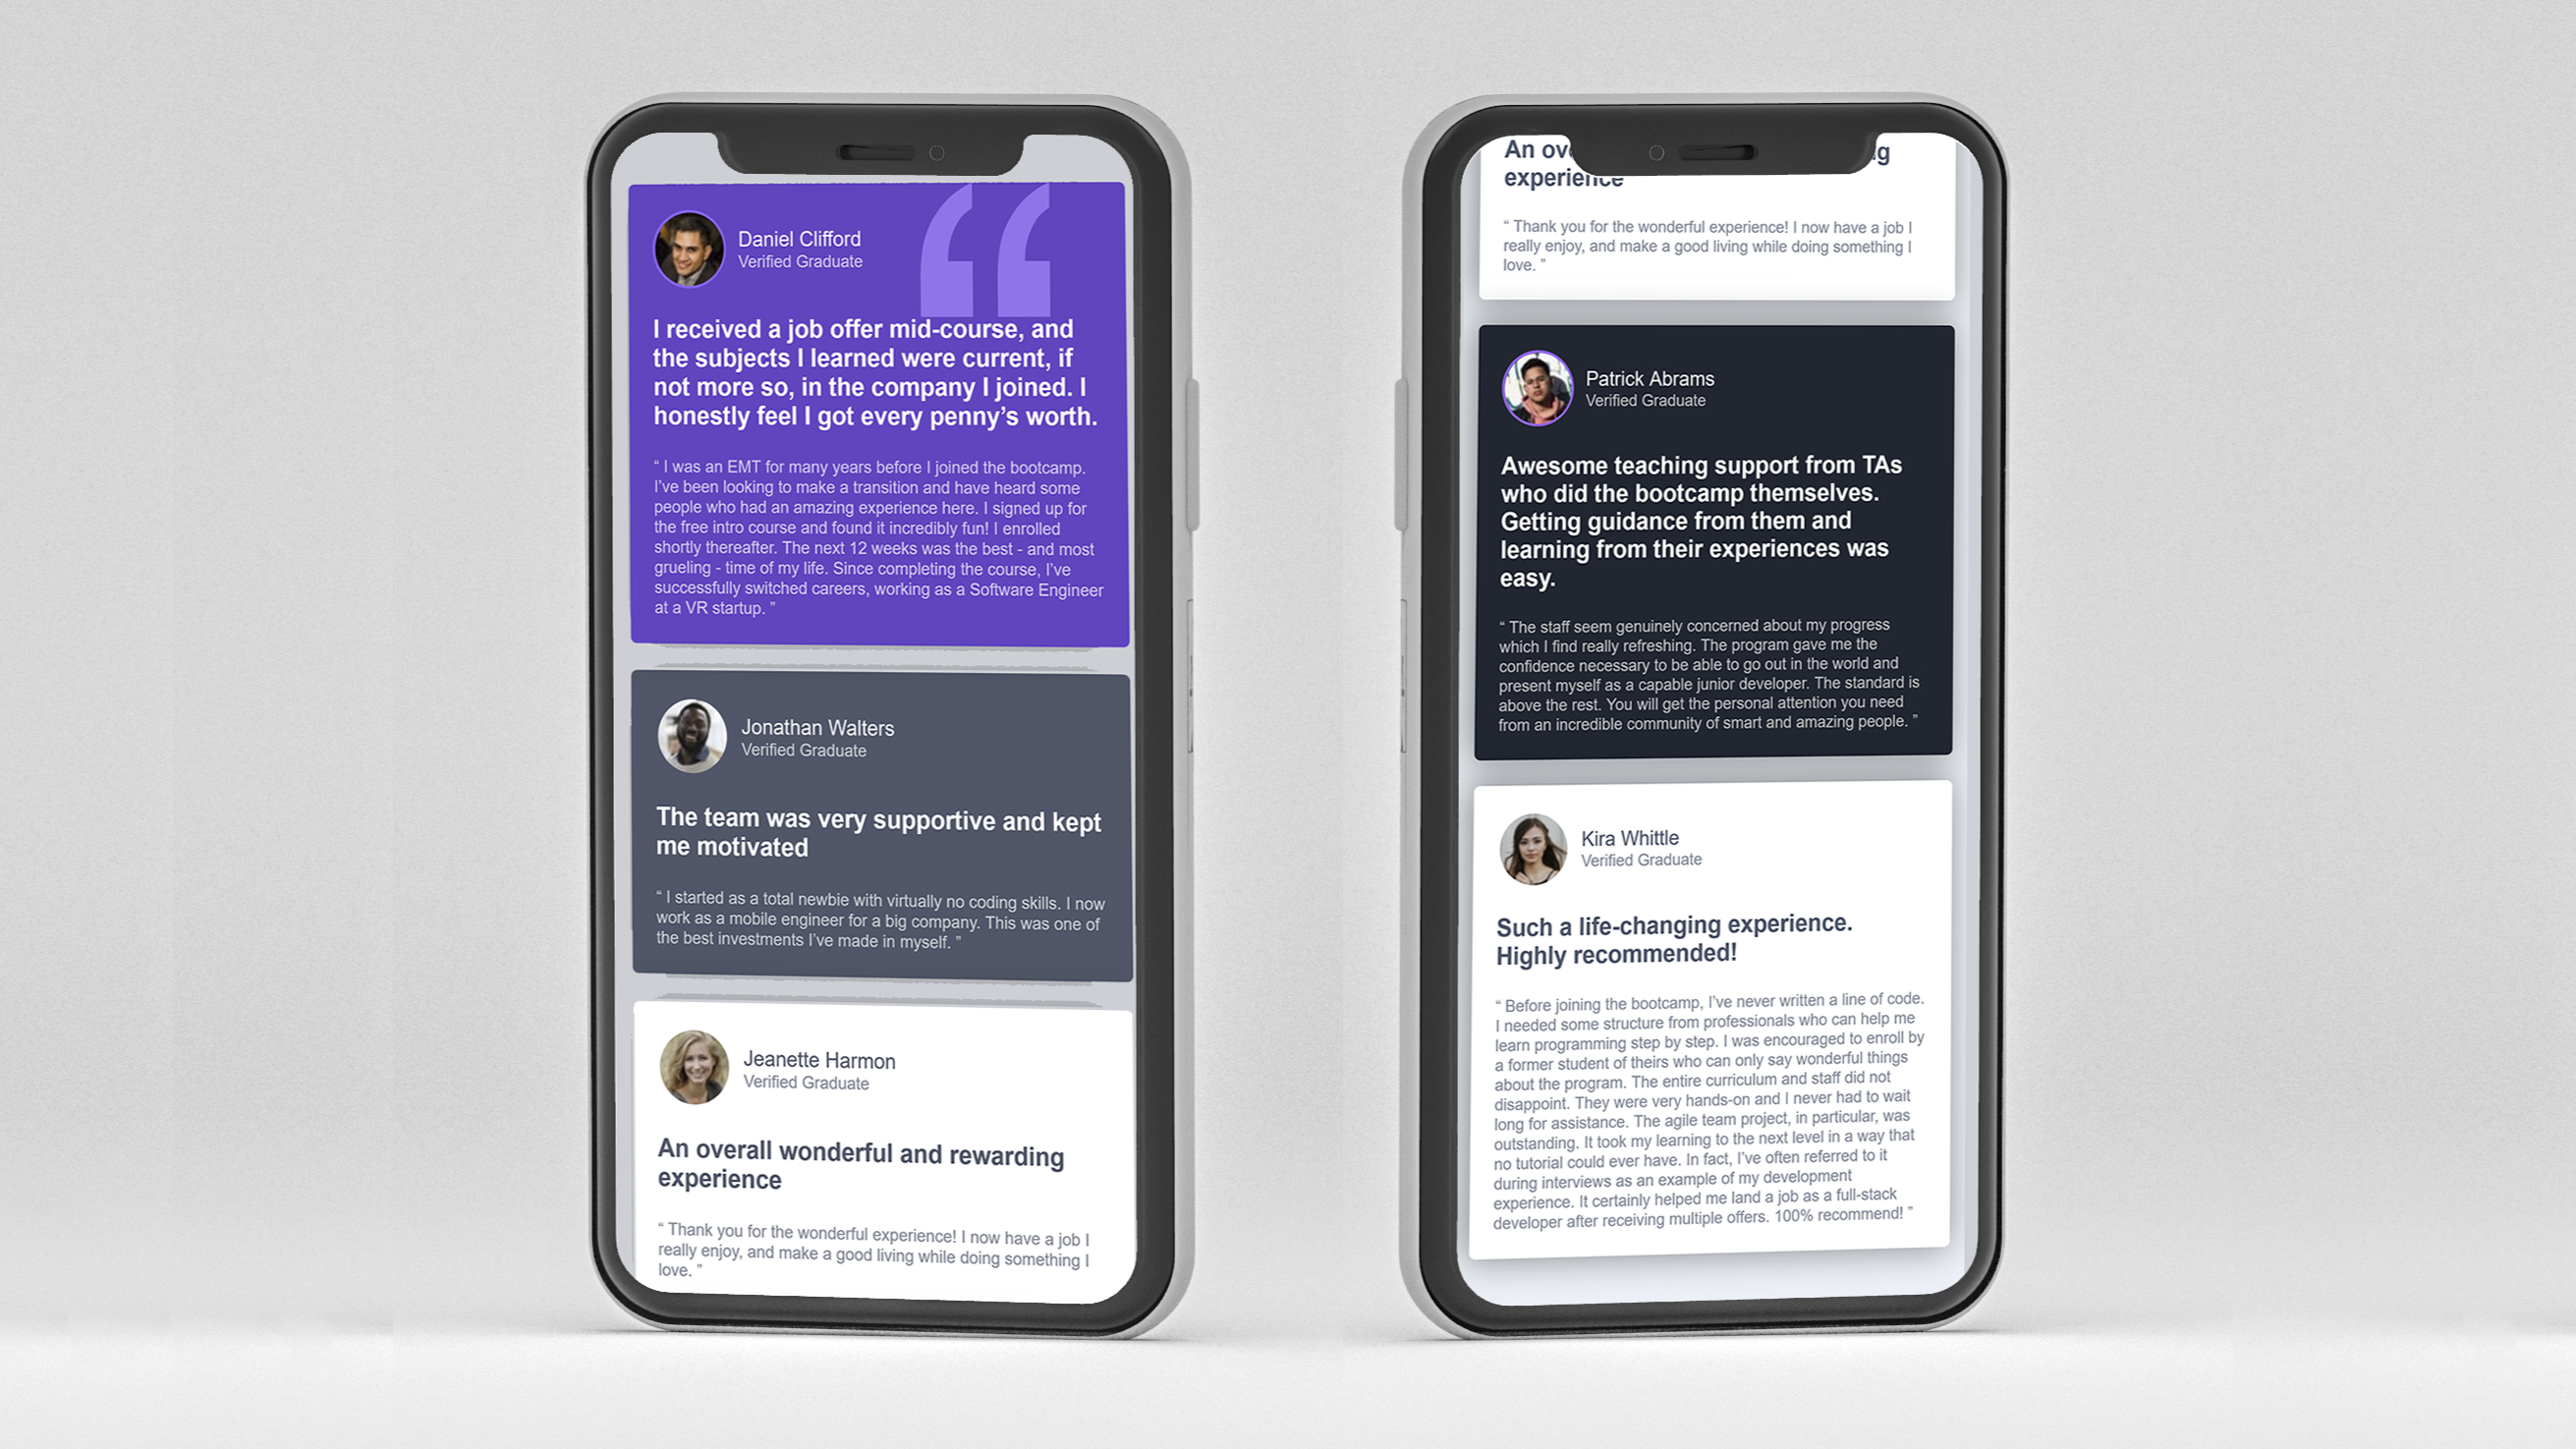 Daniel Clifford
Verified Graduate
I received a job offer mid-course, and
the subjects I learned were current, if
not more so, in the company I joined. I
honestly feel I got every penny’s worth.
“ I was an EMT for many years before I joined the bootcamp.
I’ve been looking to make a transition and have heard some
people who had an amazing experience here. I signed up for
the free intro course and found it incredibly fun! I enrolled
shortly thereafter. The next 12 weeks was the best - and most
grueling - time of my life. Since completing the course, I’ve
successfully switched careers, working as a Software Engineer
at a VR startup. ”
Jonathan Walters
Verified Graduate
The team was very supportive and kept
me motivated
“ I started as a total newbie with virtually no coding skills. I now
work as a mobile engineer for a big company. This was one of
the best investments I’ve made in myself. ”
Jeanette Harmon
Verified Graduate
An overall wonderful and rewarding
experience
“ Thank you for the wonderful experience! I now have a job I
really enjoy, and make a good living while doing something I
love. ”
An
experience
“ Thank you for the wonderful experience! I now have a job I
really enjoy, and make a good living while doing something I
love. ”
Patrick Abrams
Verified Graduate
Awesome teaching support from TAs
who did the bootcamp themselves.
Getting guidance from them and
learning from their experiences was
easy.
“ The staff seem genuinely concerned about my progress
which I find really refreshing. The program gave me the
confidence necessary to be able to go out in the world and
present myself as a capable junior developer. The standard is
above the rest. You will get the personal attention you need
from an incredible community of smart and amazing people. ”
Kira Whittle
Verified Graduate
Such a life-changing experience.
Highly recommended!
“ Before joining the bootcamp, I’ve never written a line of code.
I needed some structure from professionals who can help me
learn programming step by step. I was encouraged to enroll by
a former student of theirs who can only say wonderful things
about the program. The entire curriculum and staff did not
disappoint. They were very hands-on and I never had to wait
long for assistance. The agile team project, in particular, was
outstanding. It took my learning to the next level in a way that
no tutorial could ever have. In fact, I’ve often referred to it
during interviews as an example of my development
experience. It certainly helped me land a job as a full-stack
developer after receiving multiple offers. 100% recommend! ”